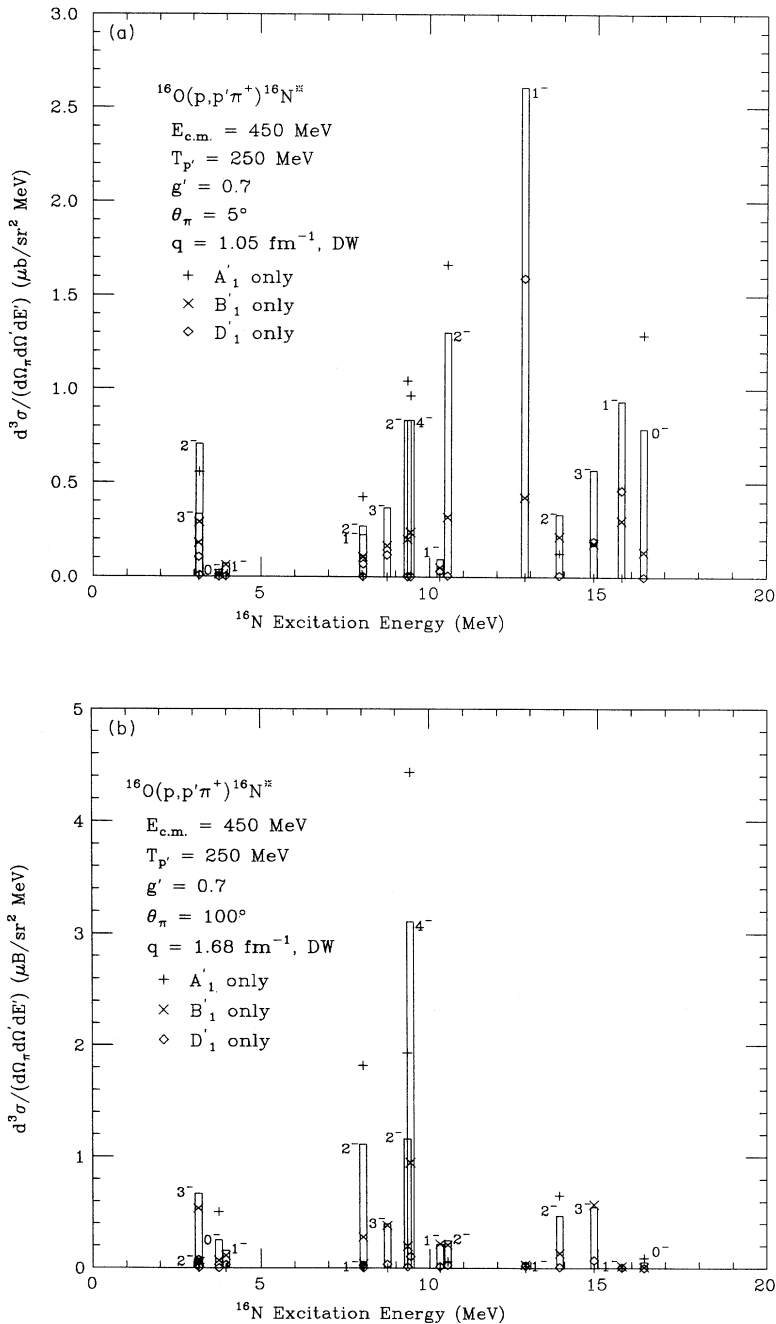 (a)
¹⁶O(p,p′π⁺)¹⁶N※
E_c.m. = 450 MeV
T_p′ = 250 MeV
g′ = 0.7
θ_π = 5°
q = 1.05 fm⁻¹, DW
+ A′₁ only
× B′₁ only
◇ D′₁ only
d³σ/(dΩ_πdΩ′dE′) (μb/sr² MeV)
3.0
2.5
2.0
1.5
1.0
0.5
0.0
2⁻
3⁻
0⁻
1⁻
2⁻
1⁻
3⁻
2⁻
4⁻
1⁻
2⁻
1⁻
2⁻
3⁻
1⁻
0⁻
0 5 10 15 20
¹⁶N Excitation Energy (MeV)
(b)
¹⁶O(p,p′π⁺)¹⁶N※
E_c.m. = 450 MeV
T_p′ = 250 MeV
g′ = 0.7
θ_π = 100°
q = 1.68 fm⁻¹, DW
+ A′₁ only
× B′₁ only
◇ D′₁ only
d³σ/(dΩ_πdΩ′dE′) (μB/sr² MeV)
5
4
3
2
1
0
3⁻
2⁻
0⁻
1⁻
2⁻
1⁻
3⁻
2⁻
4⁻
1⁻
2⁻
1⁻
2⁻
3⁻
1⁻
0⁻
0 5 10 15 20
¹⁶N Excitation Energy (MeV)